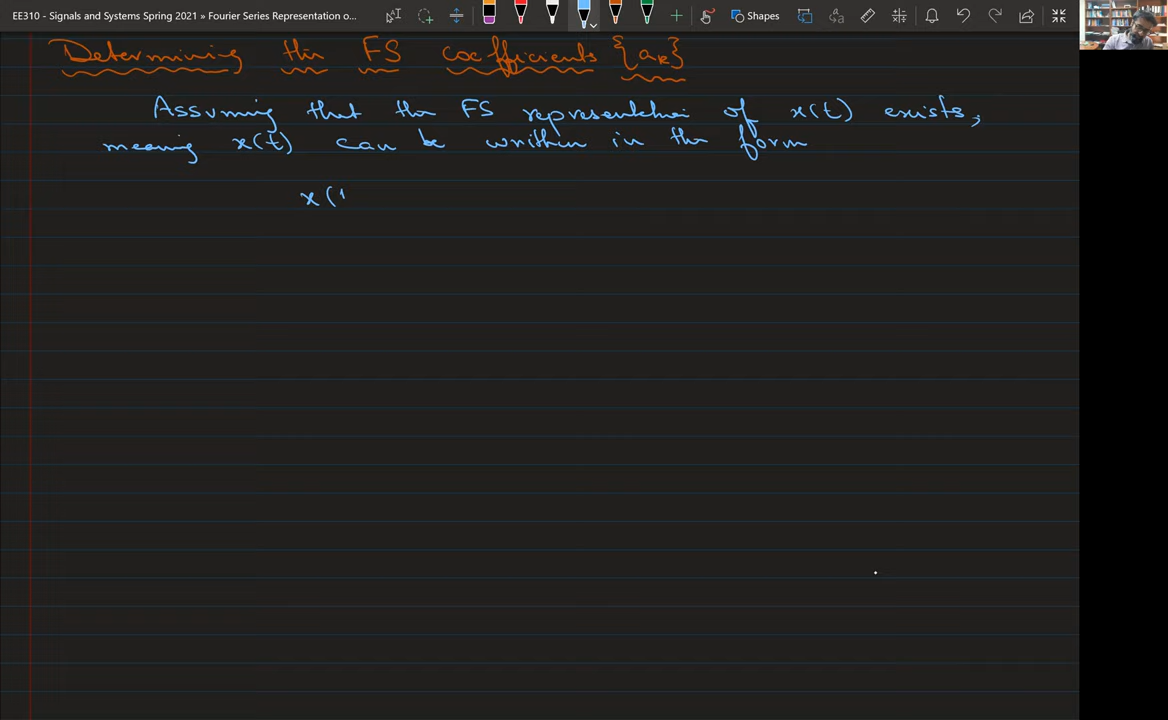 EE310 - Signals and Systems Spring 2021 » Fourier Series Representation o...
Shapes
Determining the FS coefficients {aₖ}
Assuming that the FS representation of x(t) exists,
meaning x(t) can be written in the form
x(